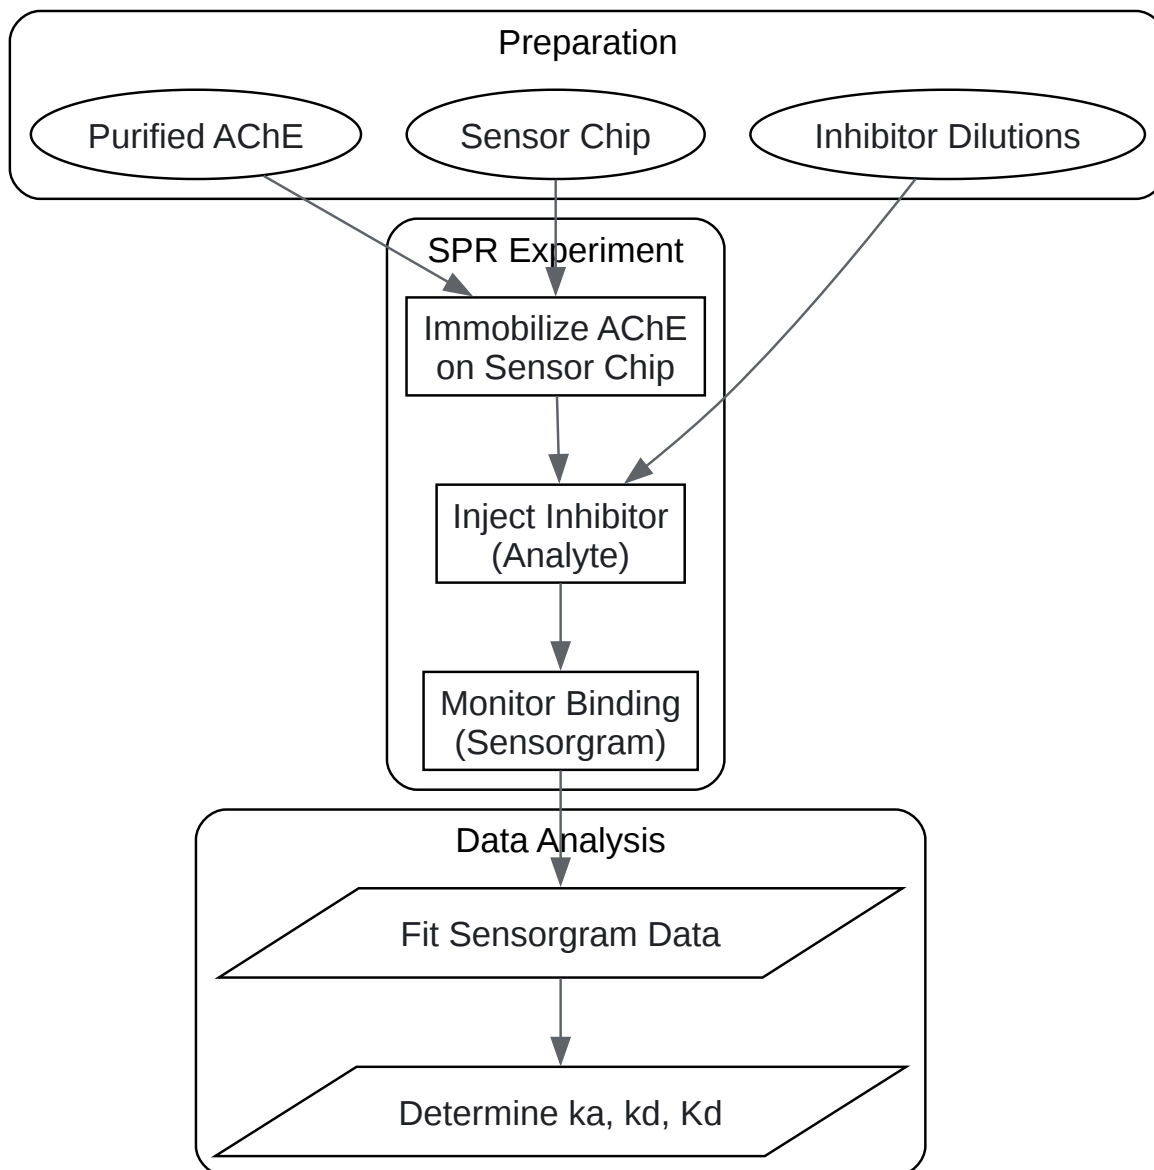 Preparation
Purified AChE
Sensor Chip
Inhibitor Dilutions
SPR Experiment
Immobilize AChE
on Sensor Chip
Inject Inhibitor
(Analyte)
Monitor Binding
(Sensorgram)
Data Analysis
Fit Sensorgram Data
Determine ka, kd, Kd